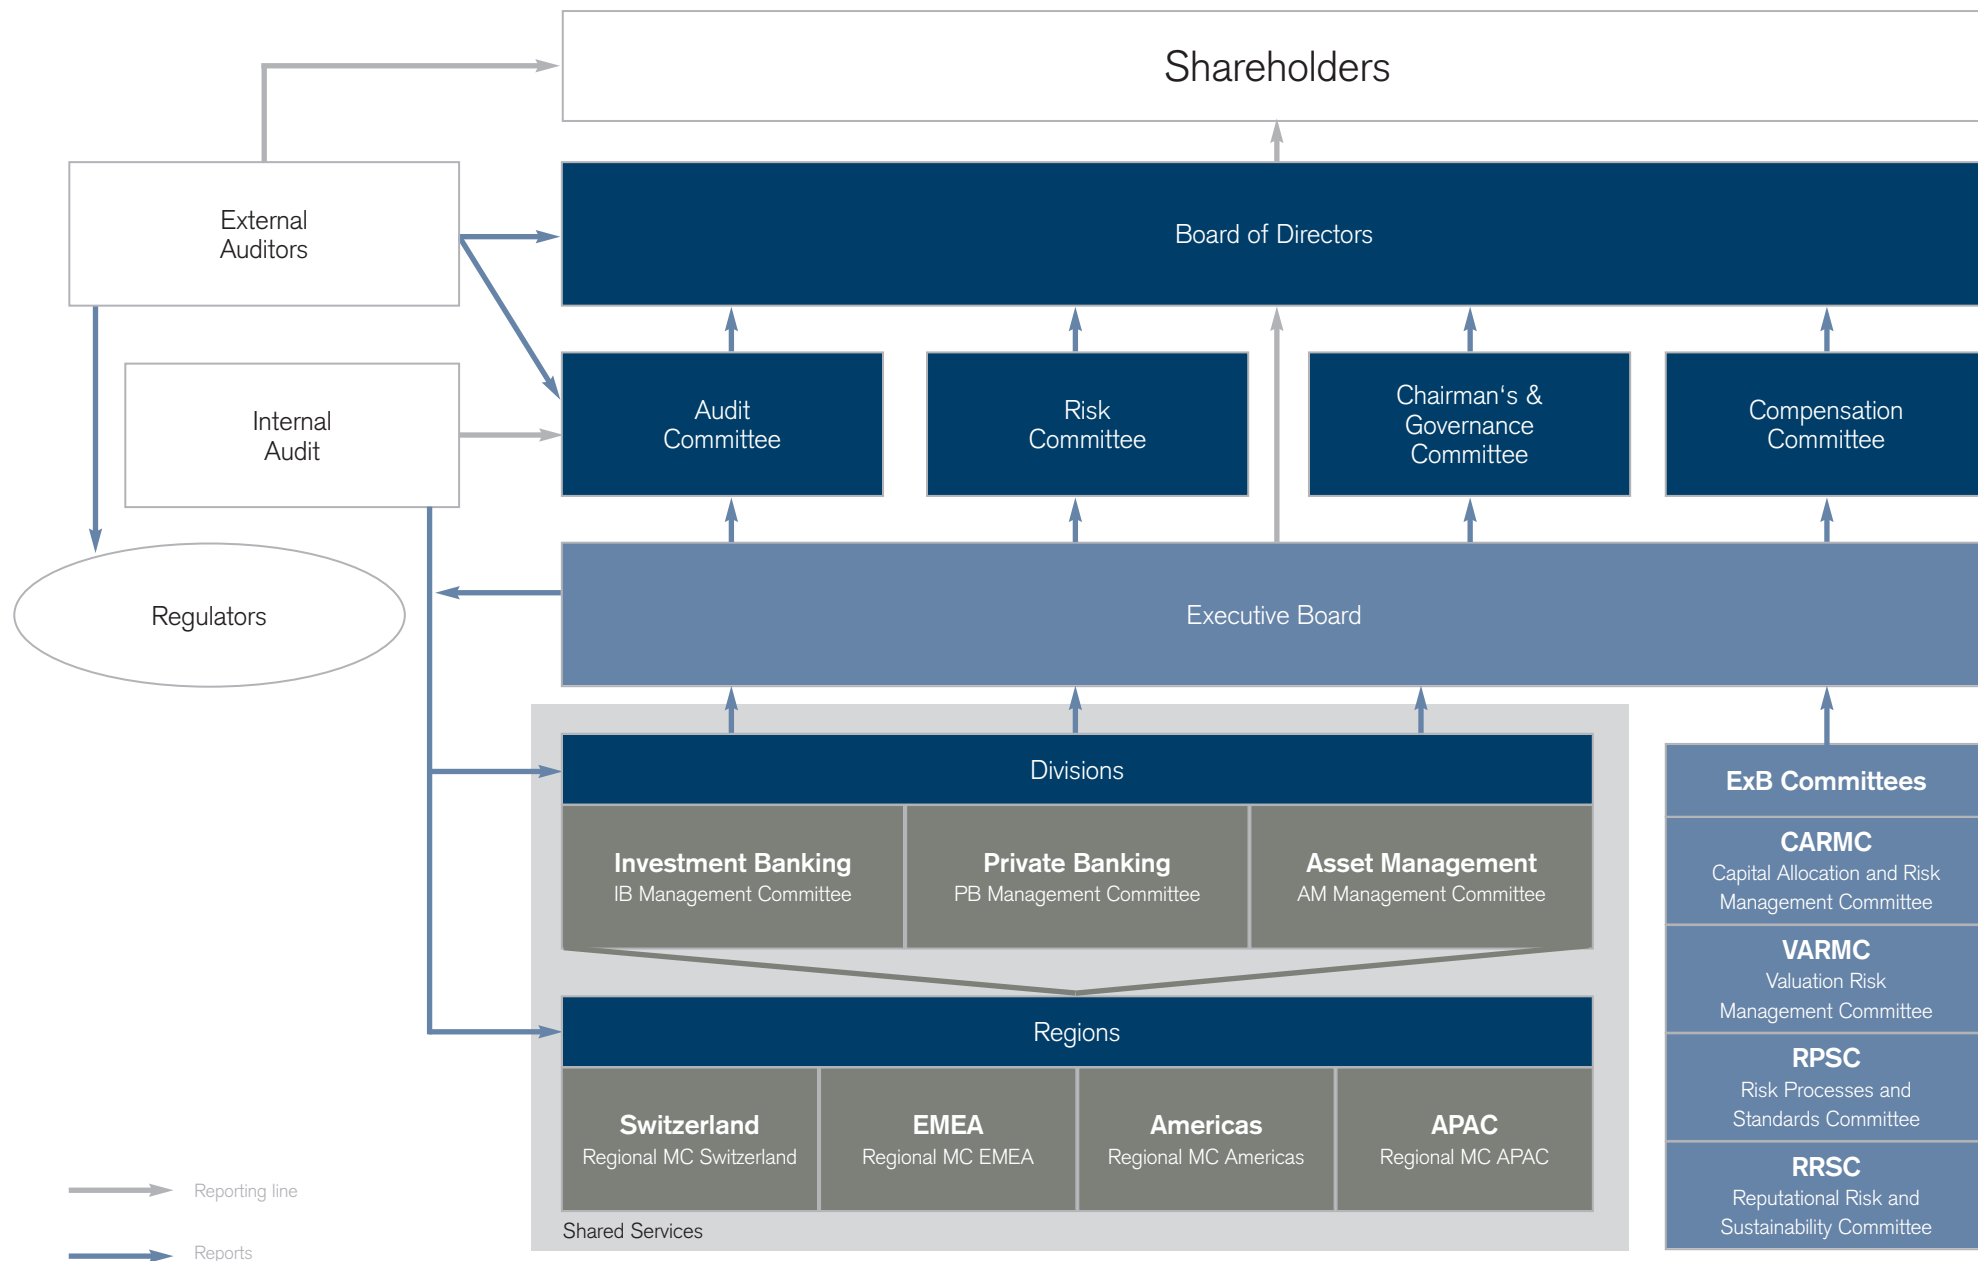 Shareholders
External
Auditors
Board of Directors
Internal
Audit
Audit
Committee
Risk
Committee
Chairman‘s &
Governance
Committee
Compensation
Committee
Regulators
Executive Board
Divisions
Investment Banking
IB Management Committee
Private Banking
PB Management Committee
Asset Management
AM Management Committee
Regions
Switzerland
Regional MC Switzerland
EMEA
Regional MC EMEA
Americas
Regional MC Americas
APAC
Regional MC APAC
Shared Services
ExB Committees
CARMC
Capital Allocation and Risk
Management Committee
VARMC
Valuation Risk
Management Committee
RPSC
Risk Processes and
Standards Committee
RRSC
Reputational Risk and
Sustainability Committee
Reporting line
Reports